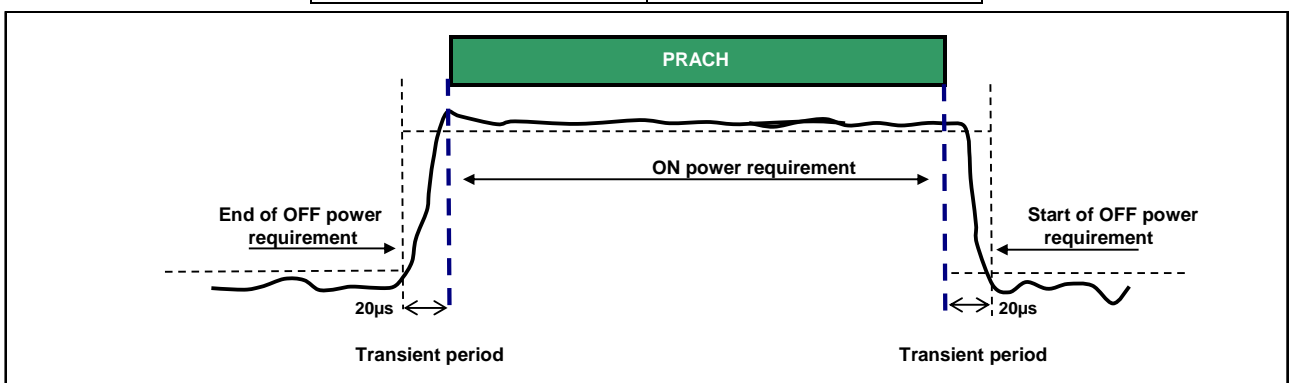 PRACH
ON power requirement
End of OFF power
requirement
Start of OFF power
requirement
20µs
20µs
Transient period
Transient period